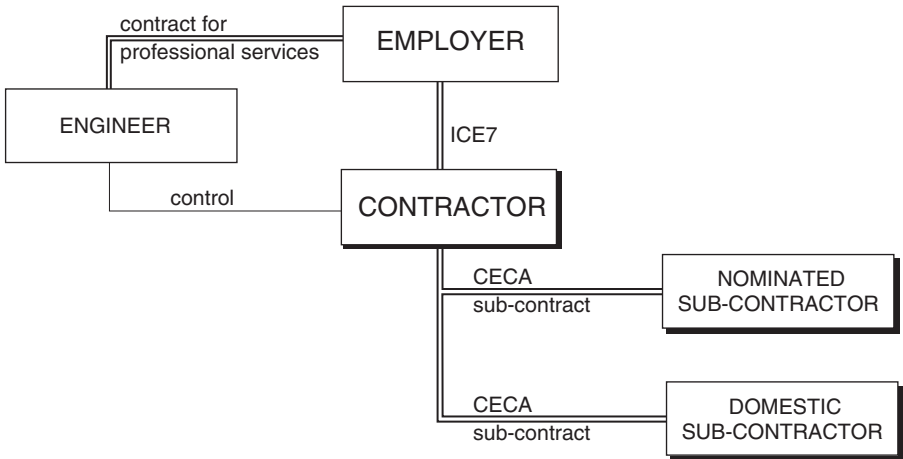 contract for
professional services
EMPLOYER
ENGINEER
ICE7
control
CONTRACTOR
CECA
sub-contract
NOMINATED
SUB-CONTRACTOR
CECA
sub-contract
DOMESTIC
SUB-CONTRACTOR